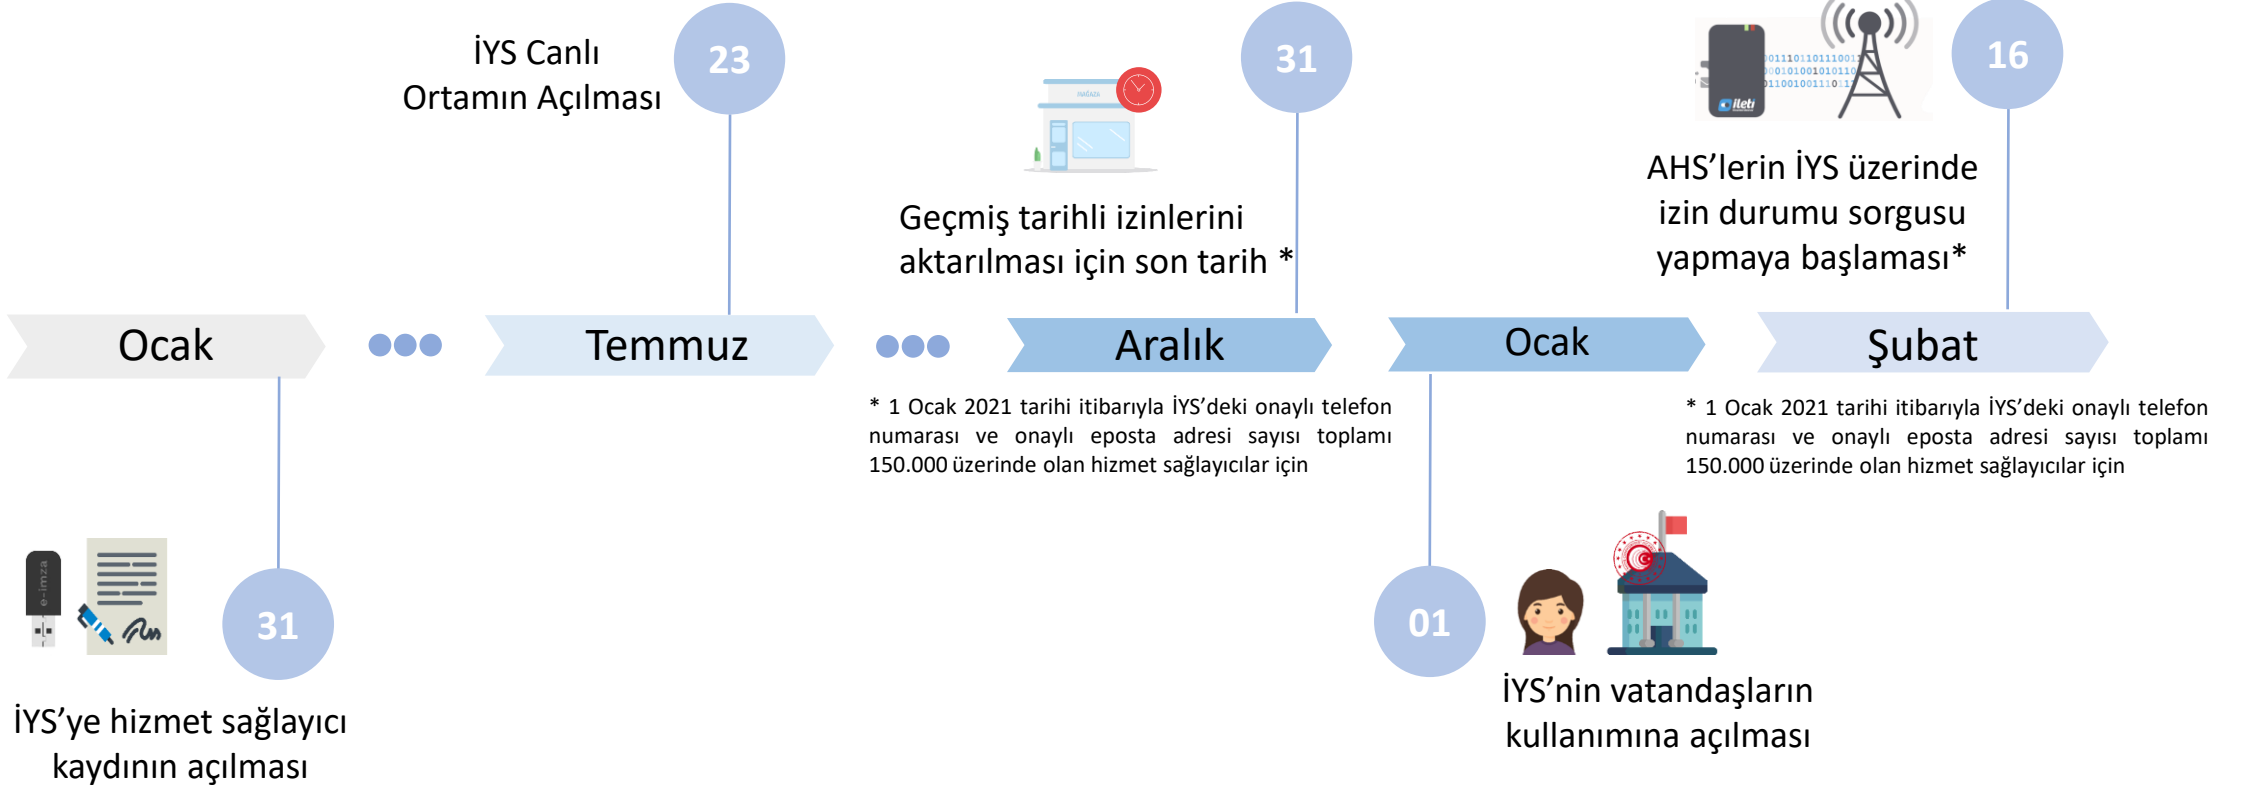 İYS Canlı
Ortamın Açılması
23
MAĞAZA
31
Geçmiş tarihli izinlerini
aktarılması için son tarih *
ileti
16
AHS’lerin İYS üzerinde
izin durumu sorgusu
yapmaya başlaması*
Ocak
Temmuz
Aralık
Ocak
Şubat
* 1 Ocak 2021 tarihi itibarıyla İYS’deki onaylı telefon
numarası ve onaylı eposta adresi sayısı toplamı
150.000 üzerinde olan hizmet sağlayıcılar için
* 1 Ocak 2021 tarihi itibarıyla İYS’deki onaylı telefon
numarası ve onaylı eposta adresi sayısı toplamı
150.000 üzerinde olan hizmet sağlayıcılar için
e-imza
31
İYS’ye hizmet sağlayıcı
kaydının açılması
01
İYS’nin vatandaşların
kullanımına açılması